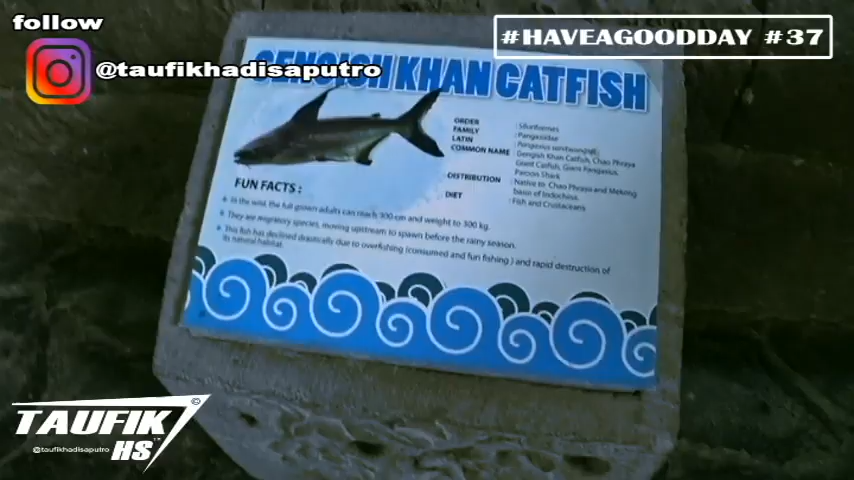 follow
@taufikhadisaputro
#HAVEAGOODDAY #37
GENGISH KHAN CATFISH
ORDER : Siluriformes
FAMILY : Pangasiidae
LATIN : Pangasius sanitwongsei
COMMON NAME : Gengish Khan Catfish, Chao Phraya
Giant Catfish, Giant Pangasius,
Paroon Shark
DISTRIBUTION : Native to Chao Phraya and Mekong
basin of Indochina.
DIET : Fish and Crustaceans
FUN FACTS :
In the wild, the full grown adults can reach 300 cm and weight to 300 kg.
They are migratory species, moving upstream to spawn before the rainy season.
This fish has declined drastically due to overfishing (consumed and fun fishing ) and rapid destruction of
its natural habitat.
TAUFIK
HS
©
@taufikhadisaputro